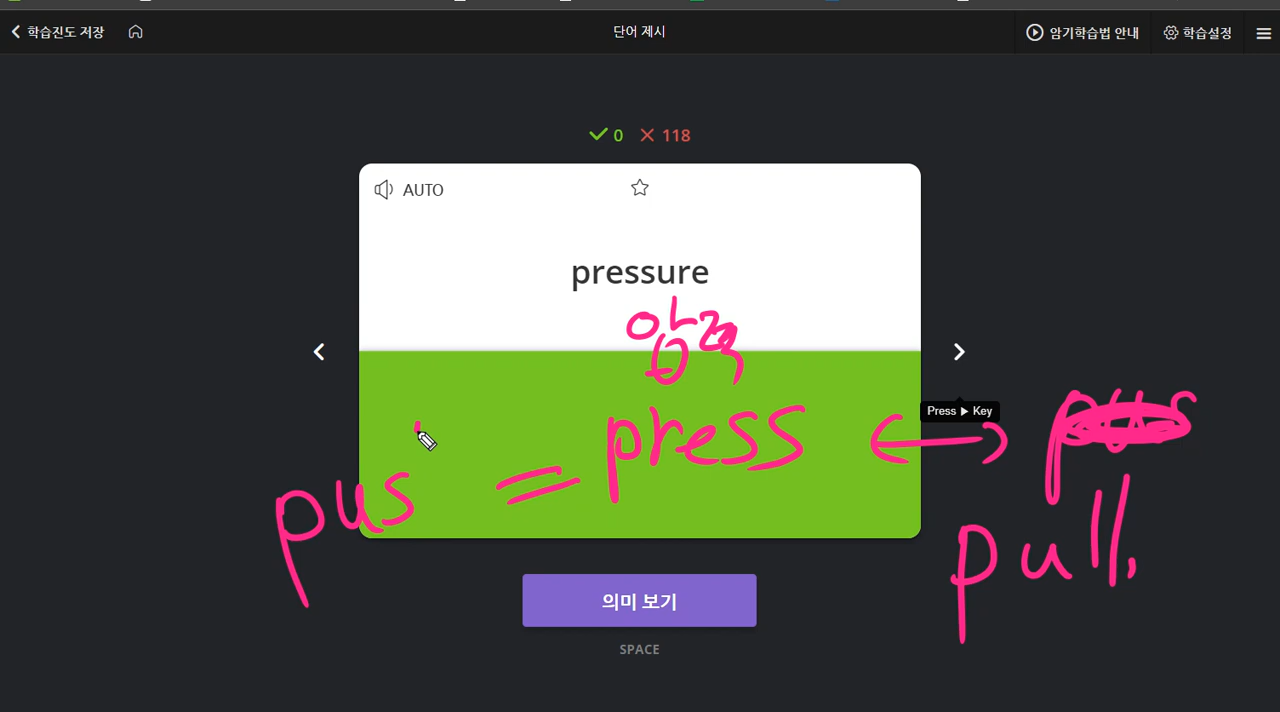 학습진도 저장
단어 제시
암기학습법 안내
학습설정
0
118
AUTO
pressure
압력
Press ▶ Key
pus = press ↔
pull
의미 보기
SPACE